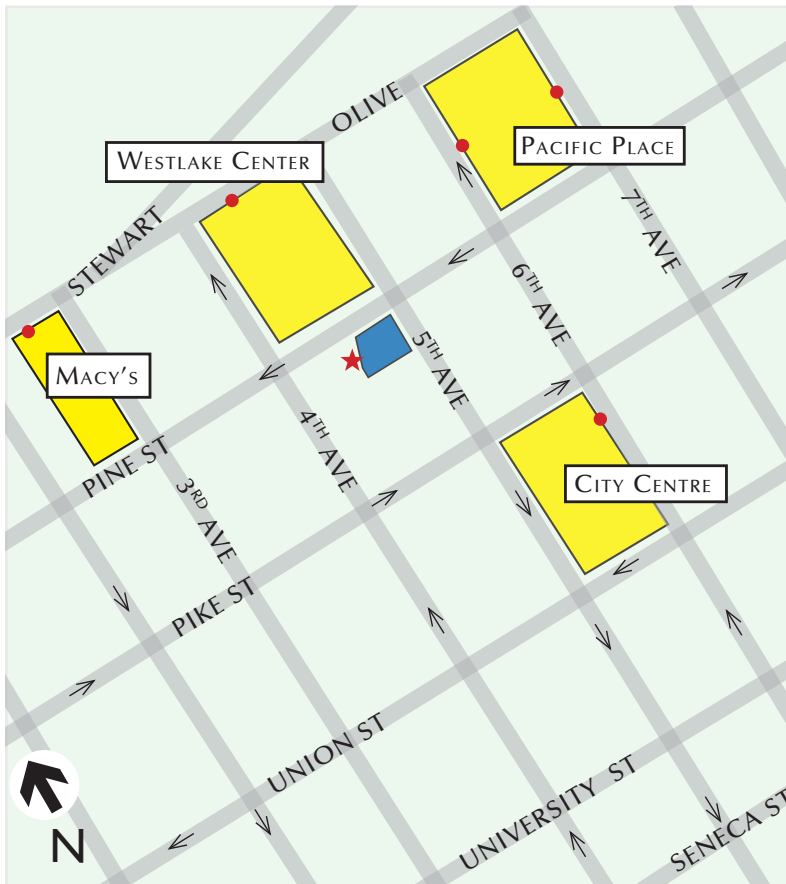 OLIVE
PACIFIC PLACE
WESTLAKE CENTER
7TH AVE
STEWART
6TH AVE
5TH AVE
MACY'S
4TH AVE
PINE ST
CITY CENTRE
3RD AVE
PIKE ST
UNION ST
UNIVERSITY ST
SENECA ST
N